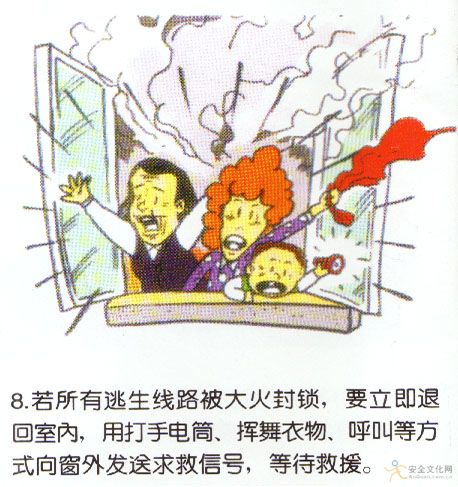 8.若所有逃生线路被大火封锁，要立即退
回室内，用打手电筒、挥舞衣物、呼叫等方
式向窗外发送求救信号，等待救援。
安全文化网